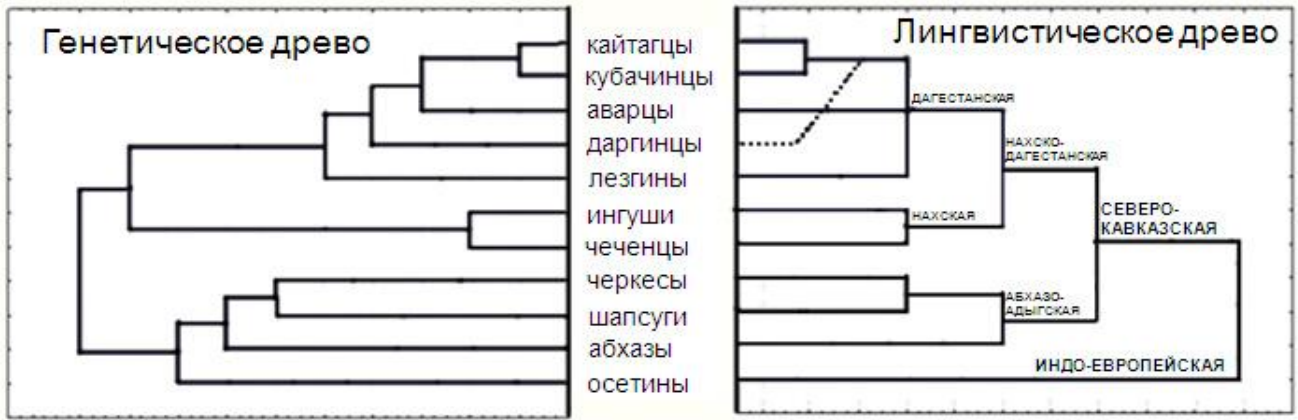 Генетическое древо
Лингвистическое древо
кайтагцы
кубачинцы
аварцы
даргинцы
лезгины
ингуши
чеченцы
черкесы
шапсуги
абхазы
осетины
ДАГЕСТАНСКАЯ
НАХСКО-
ДАГЕСТАНСКАЯ
НАХСКАЯ
СЕВЕРО-
КАВКАЗСКАЯ
АБХАЗО-
АДЫГСКАЯ
ИНДО-ЕВРОПЕЙСКАЯ